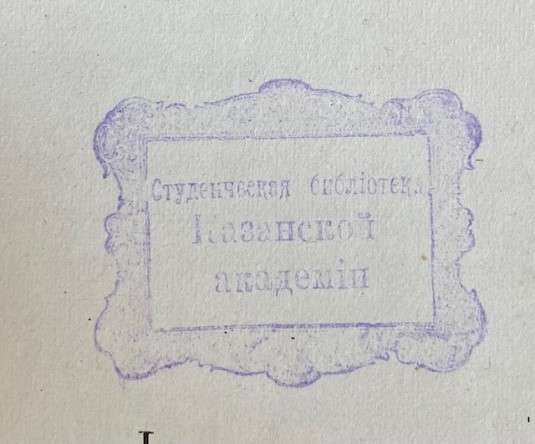 Студенческая библіотека
Казанской
академіи